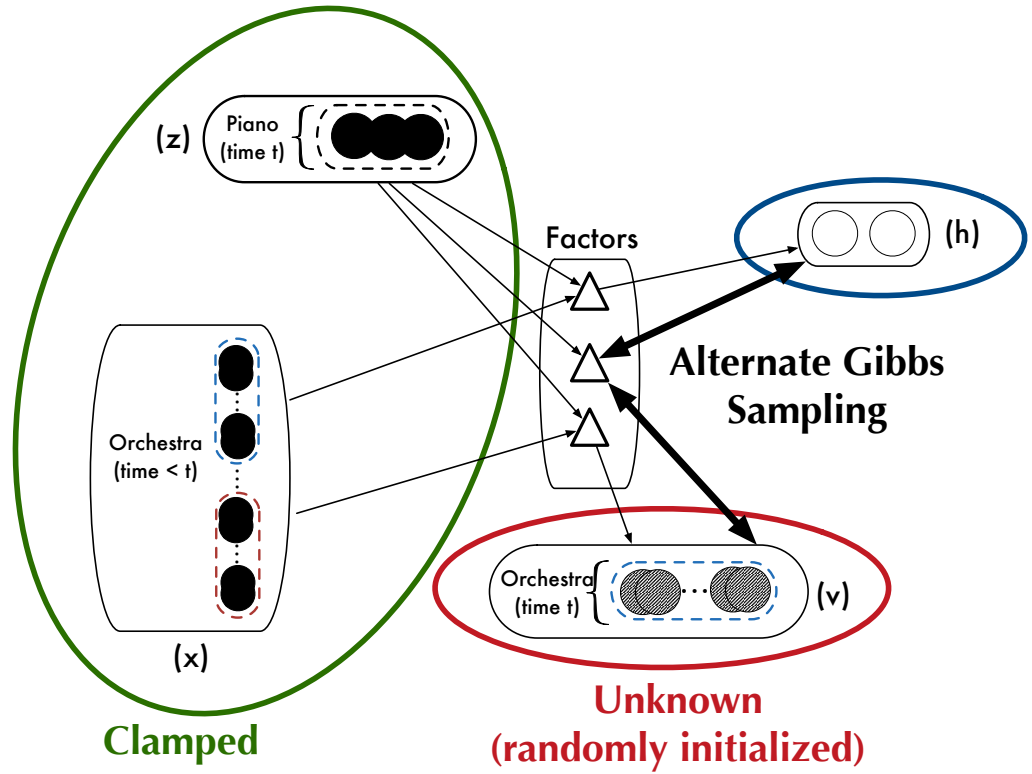 (z)
Piano
(time t)
Factors
(h)
Alternate Gibbs
Sampling
Orchestra
(time < t)
(x)
Orchestra
(time t)
(v)
Unknown
(randomly initialized)
Clamped